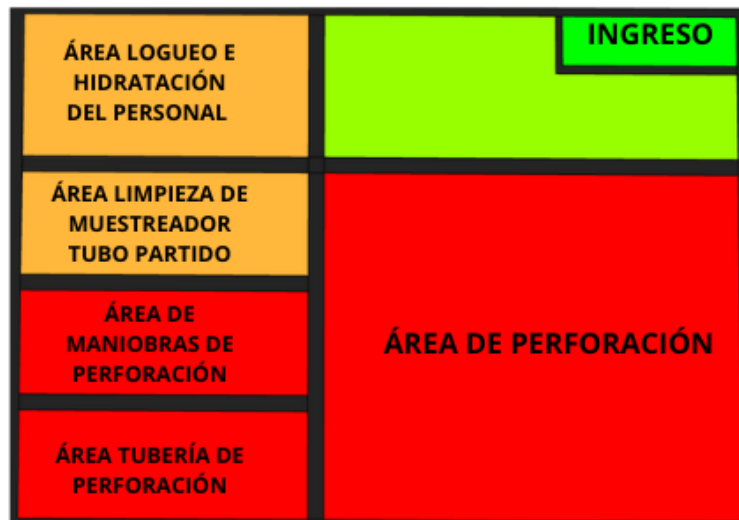 ÁREA LOGUEO E
HIDRATACIÓN
DEL PERSONAL
INGRESO
ÁREA LIMPIEZA DE
MUESTREADOR
TUBO PARTIDO
ÁREA DE
MANIOBRAS DE
PERFORACIÓN
ÁREA DE PERFORACIÓN
ÁREA TUBERÍA DE
PERFORACIÓN